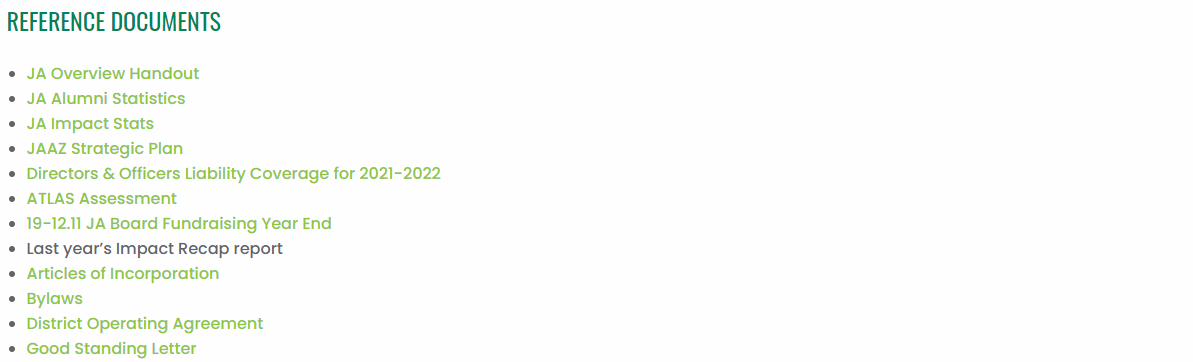 REFERENCE DOCUMENTS
JA Overview Handout
JA Alumni Statistics
JA Impact Stats
JAAZ Strategic Plan
Directors & Officers Liability Coverage for 2021-2022
ATLAS Assessment
19-12.11 JA Board Fundraising Year End
Last year’s Impact Recap report
Articles of Incorporation
Bylaws
District Operating Agreement
Good Standing Letter